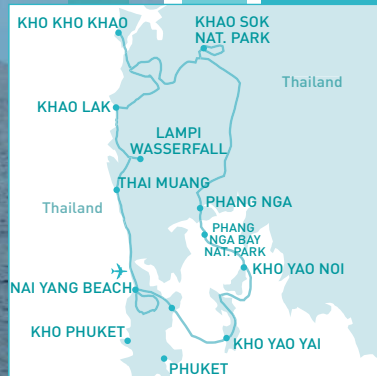 KHO KHO KHAO
KHAO SOK
NAT. PARK
Thailand
KHAO LAK
LAMPI
WASSERFALL
THAI MUANG
Thailand
PHANG NGA
PHANG
NGA BAY
NAT. PARK
KHO YAO NOI
NAI YANG BEACH
KHO PHUKET
KHO YAO YAI
PHUKET